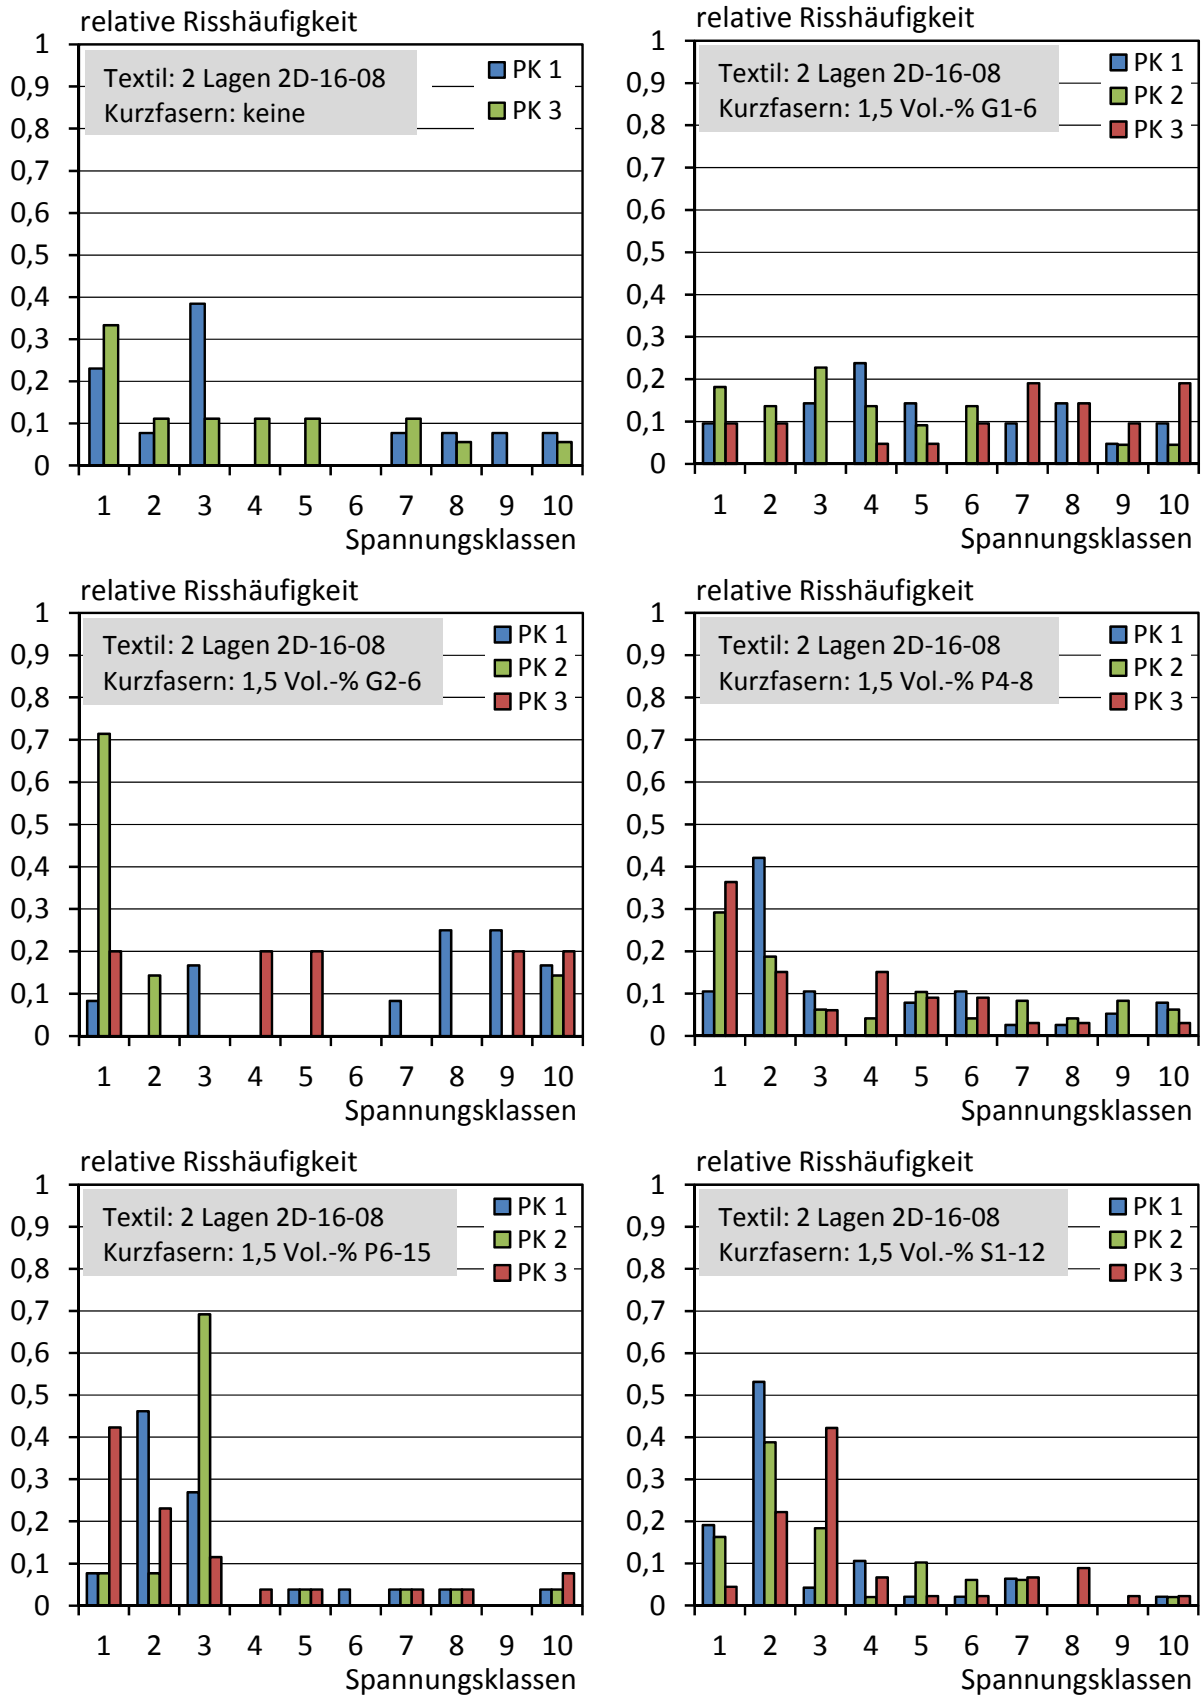 relative Risshäufigkeit
1
0,9
0,8
0,7
0,6
0,5
0,4
0,3
0,2
0,1
0
Textil: 2 Lagen 2D-16-08
Kurzfasern: keine
PK 1
PK 3
1 2 3 4 5 6 7 8 9 10
Spannungsklassen
relative Risshäufigkeit
1
0,9
0,8
0,7
0,6
0,5
0,4
0,3
0,2
0,1
0
Textil: 2 Lagen 2D-16-08
Kurzfasern: 1,5 Vol.-% G1-6
PK 1
PK 2
PK 3
1 2 3 4 5 6 7 8 9 10
Spannungsklassen
relative Risshäufigkeit
1
0,9
0,8
0,7
0,6
0,5
0,4
0,3
0,2
0,1
0
Textil: 2 Lagen 2D-16-08
Kurzfasern: 1,5 Vol.-% G2-6
PK 1
PK 2
PK 3
1 2 3 4 5 6 7 8 9 10
Spannungsklassen
relative Risshäufigkeit
1
0,9
0,8
0,7
0,6
0,5
0,4
0,3
0,2
0,1
0
Textil: 2 Lagen 2D-16-08
Kurzfasern: 1,5 Vol.-% P4-8
PK 1
PK 2
PK 3
1 2 3 4 5 6 7 8 9 10
Spannungsklassen
relative Risshäufigkeit
1
0,9
0,8
0,7
0,6
0,5
0,4
0,3
0,2
0,1
0
Textil: 2 Lagen 2D-16-08
Kurzfasern: 1,5 Vol.-% P6-15
PK 1
PK 2
PK 3
1 2 3 4 5 6 7 8 9 10
Spannungsklassen
relative Risshäufigkeit
1
0,9
0,8
0,7
0,6
0,5
0,4
0,3
0,2
0,1
0
Textil: 2 Lagen 2D-16-08
Kurzfasern: 1,5 Vol.-% S1-12
PK 1
PK 2
PK 3
1 2 3 4 5 6 7 8 9 10
Spannungsklassen